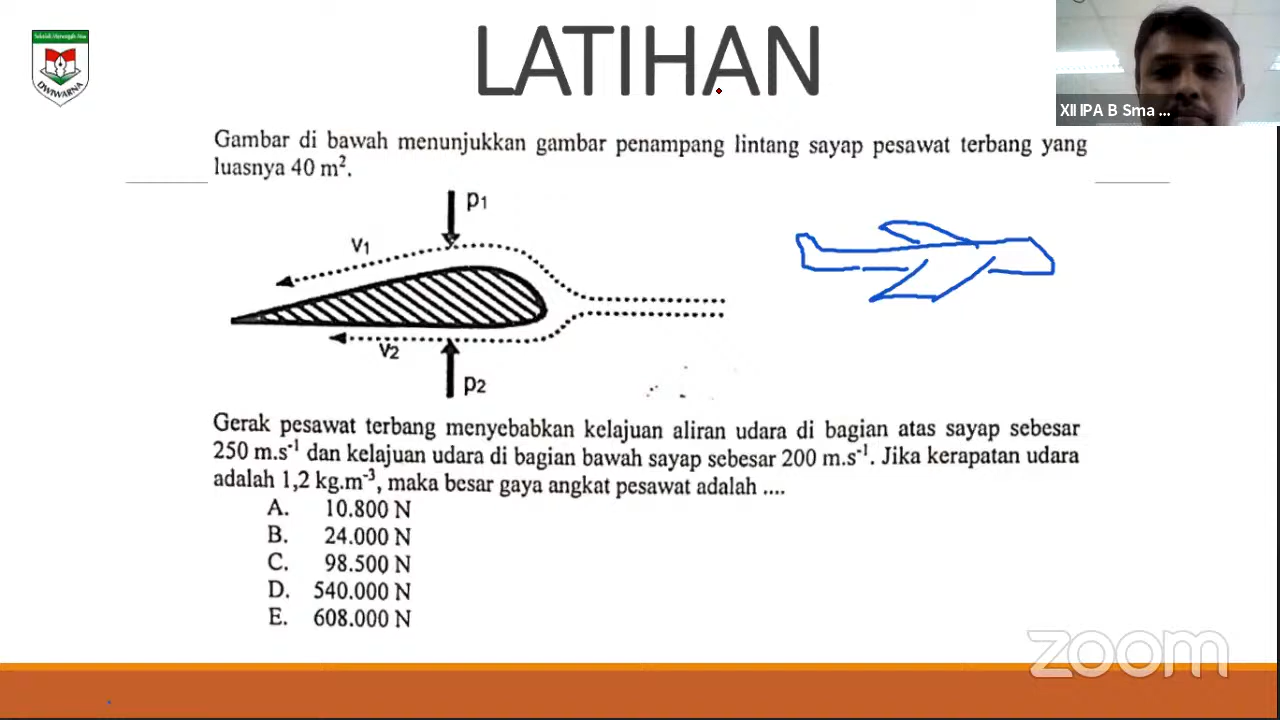 LATIHAN
DWIWARNA
XII IPA B Sma ...
Gambar di bawah menunjukkan gambar penampang lintang sayap pesawat terbang yang
luasnya 40 m².
p₁
v₁
v₂
p₂
Gerak pesawat terbang menyebabkan kelajuan aliran udara di bagian atas sayap sebesar
250 m.s⁻¹ dan kelajuan udara di bagian bawah sayap sebesar 200 m.s⁻¹. Jika kerapatan udara
adalah 1,2 kg.m⁻³, maka besar gaya angkat pesawat adalah ....
A. 10.800 N
B. 24.000 N
C. 98.500 N
D. 540.000 N
E. 608.000 N
zoom